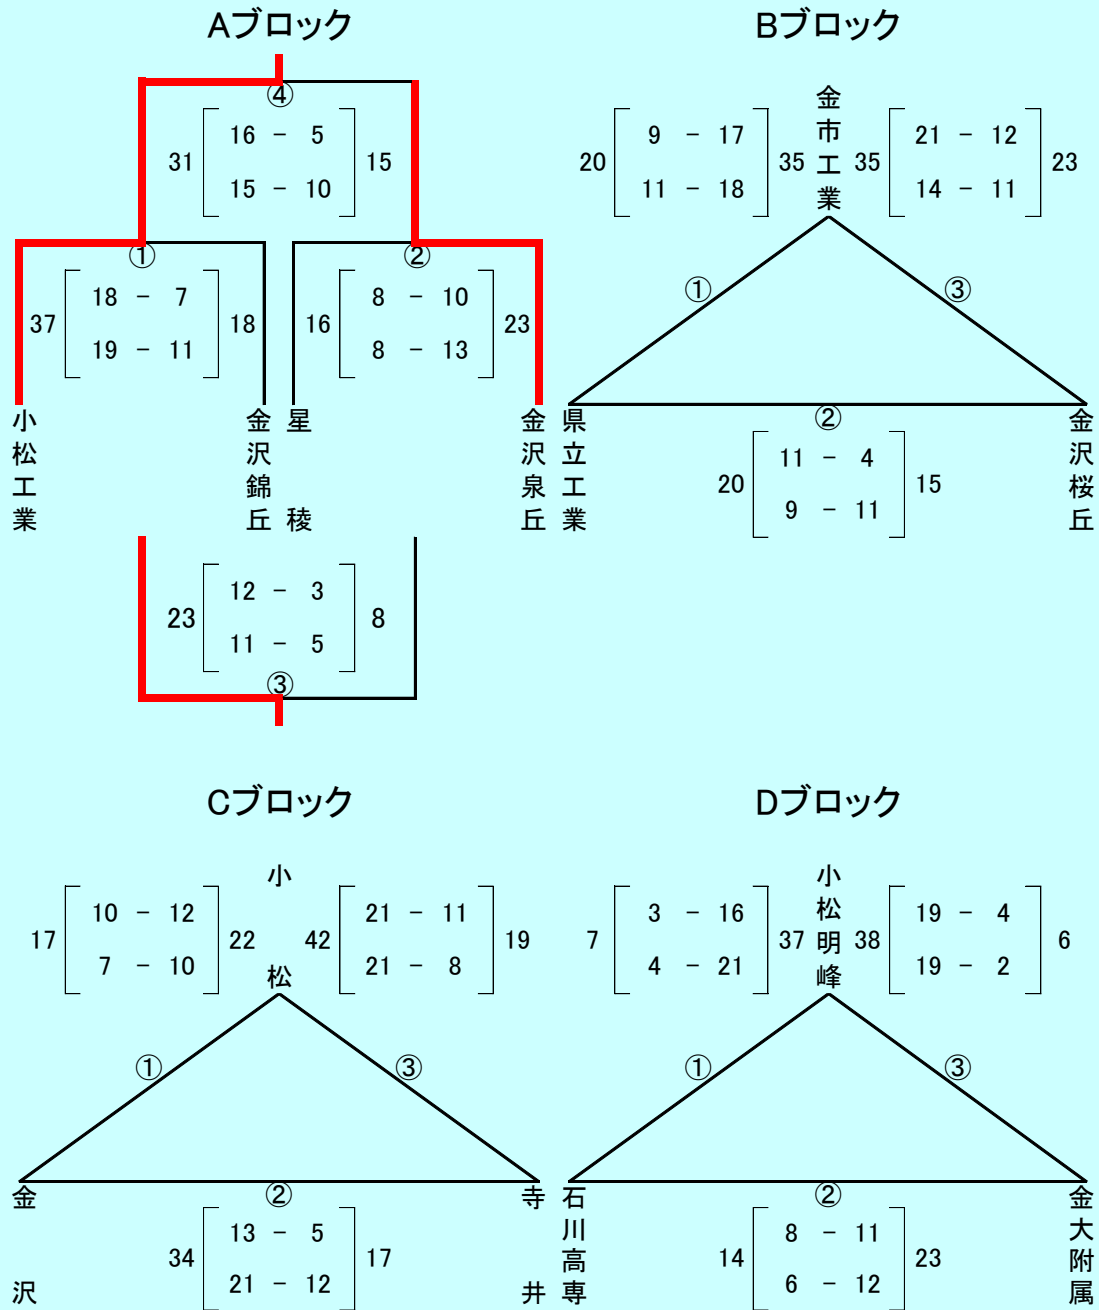 Aブロック
④
31 16 - 5 15
15 - 10
①
37 18 - 7 18
19 - 11
②
16 8 - 10 23
8 - 13
小松工業
金沢錦丘
星稜
金沢泉丘
23 12 - 3 8
11 - 5
③
Bブロック
金市工業
20 9 - 17 35
11 - 18
35 21 - 12 23
14 - 11
①
③
②
県立工業
金沢桜丘
20 11 - 4 15
9 - 11
Cブロック
小松
17 10 - 12 22
7 - 10
42 21 - 11 19
21 - 8
①
③
②
金沢
寺井
34 13 - 5 17
21 - 12
Dブロック
小松明峰
7 3 - 16 37
4 - 21
38 19 - 4 6
19 - 2
①
③
②
石川高専
金大附属
14 8 - 11 23
6 - 12